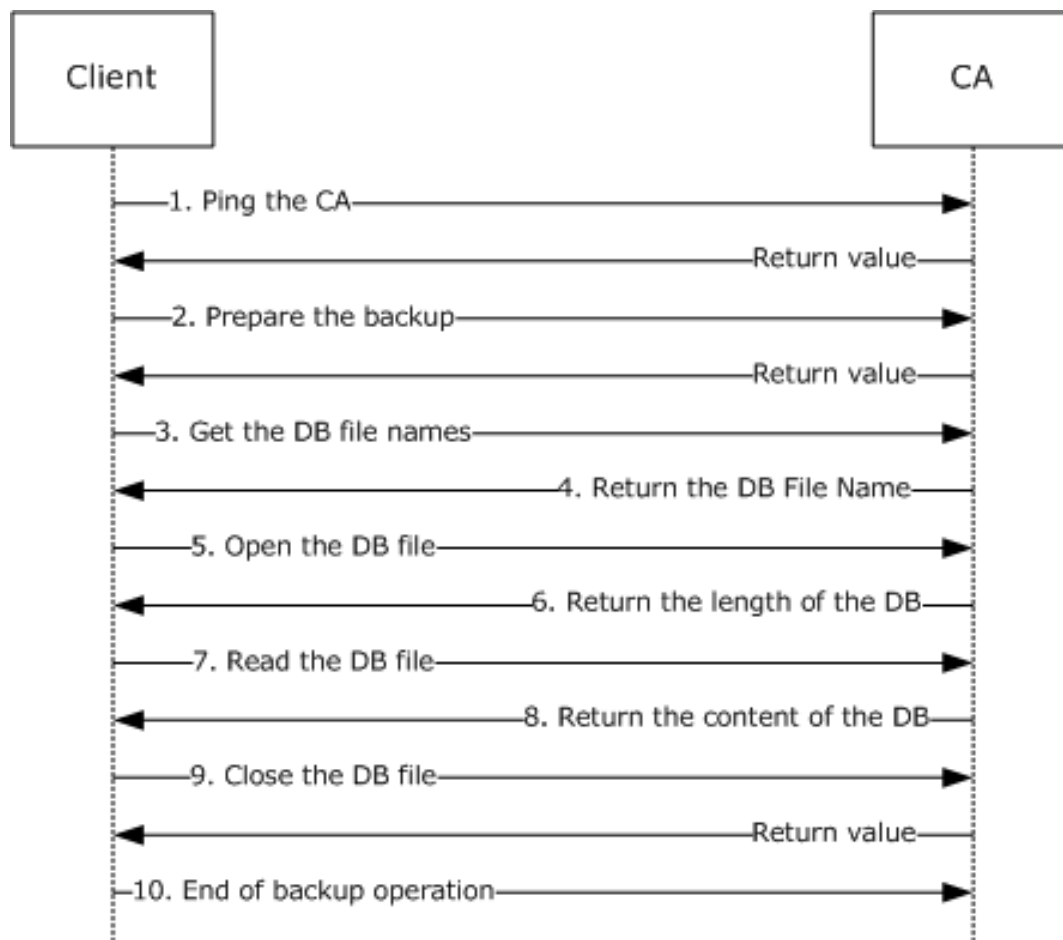 Client
CA
1. Ping the CA
Return value
2. Prepare the backup
Return value
3. Get the DB file names
4. Return the DB File Name
5. Open the DB file
6. Return the length of the DB
7. Read the DB file
8. Return the content of the DB
9. Close the DB file
Return value
10. End of backup operation